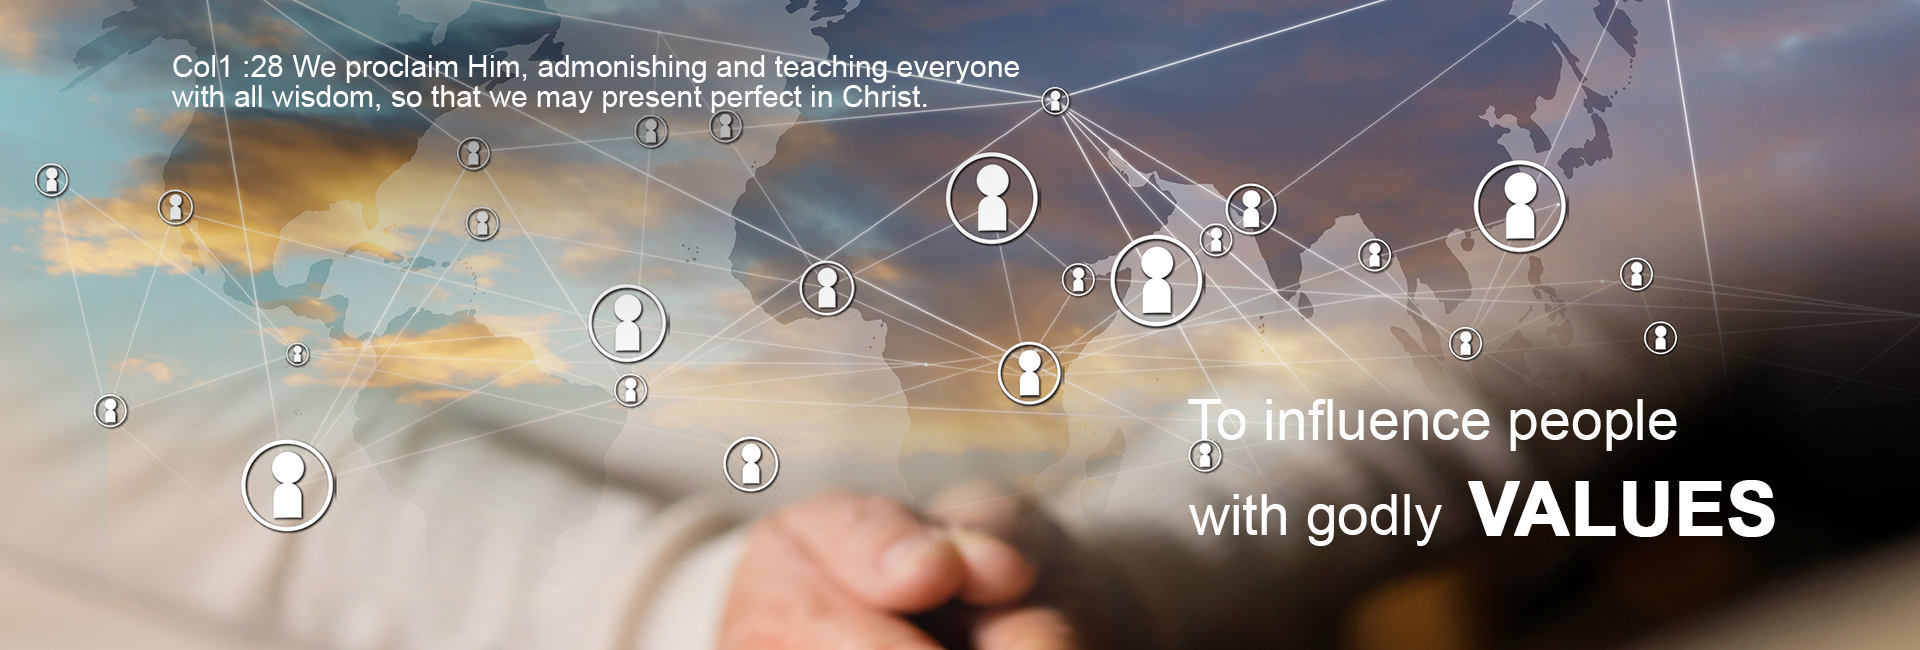 Col1 :28 We proclaim Him, admonishing and teaching everyone
with all wisdom, so that we may present perfect in Christ.
To influence people
with godly VALUES